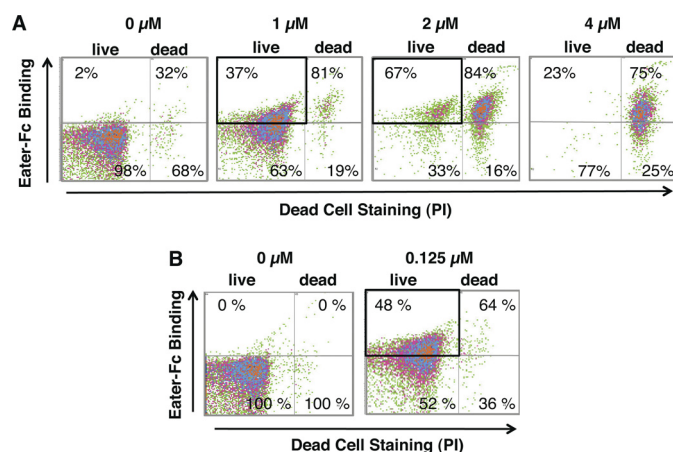 A
0 µM
1 µM
2 µM
4 µM
live dead
live dead
live dead
live dead
2% 32%
37% 81%
67% 84%
23% 75%
98% 68%
63% 19%
33% 16%
77% 25%
Eater-Fc Binding
Dead Cell Staining (PI)
B
0 µM
0.125 µM
live dead
live dead
0 % 0 %
48 % 64 %
100 % 100 %
52 % 36 %
Eater-Fc Binding
Dead Cell Staining (PI)